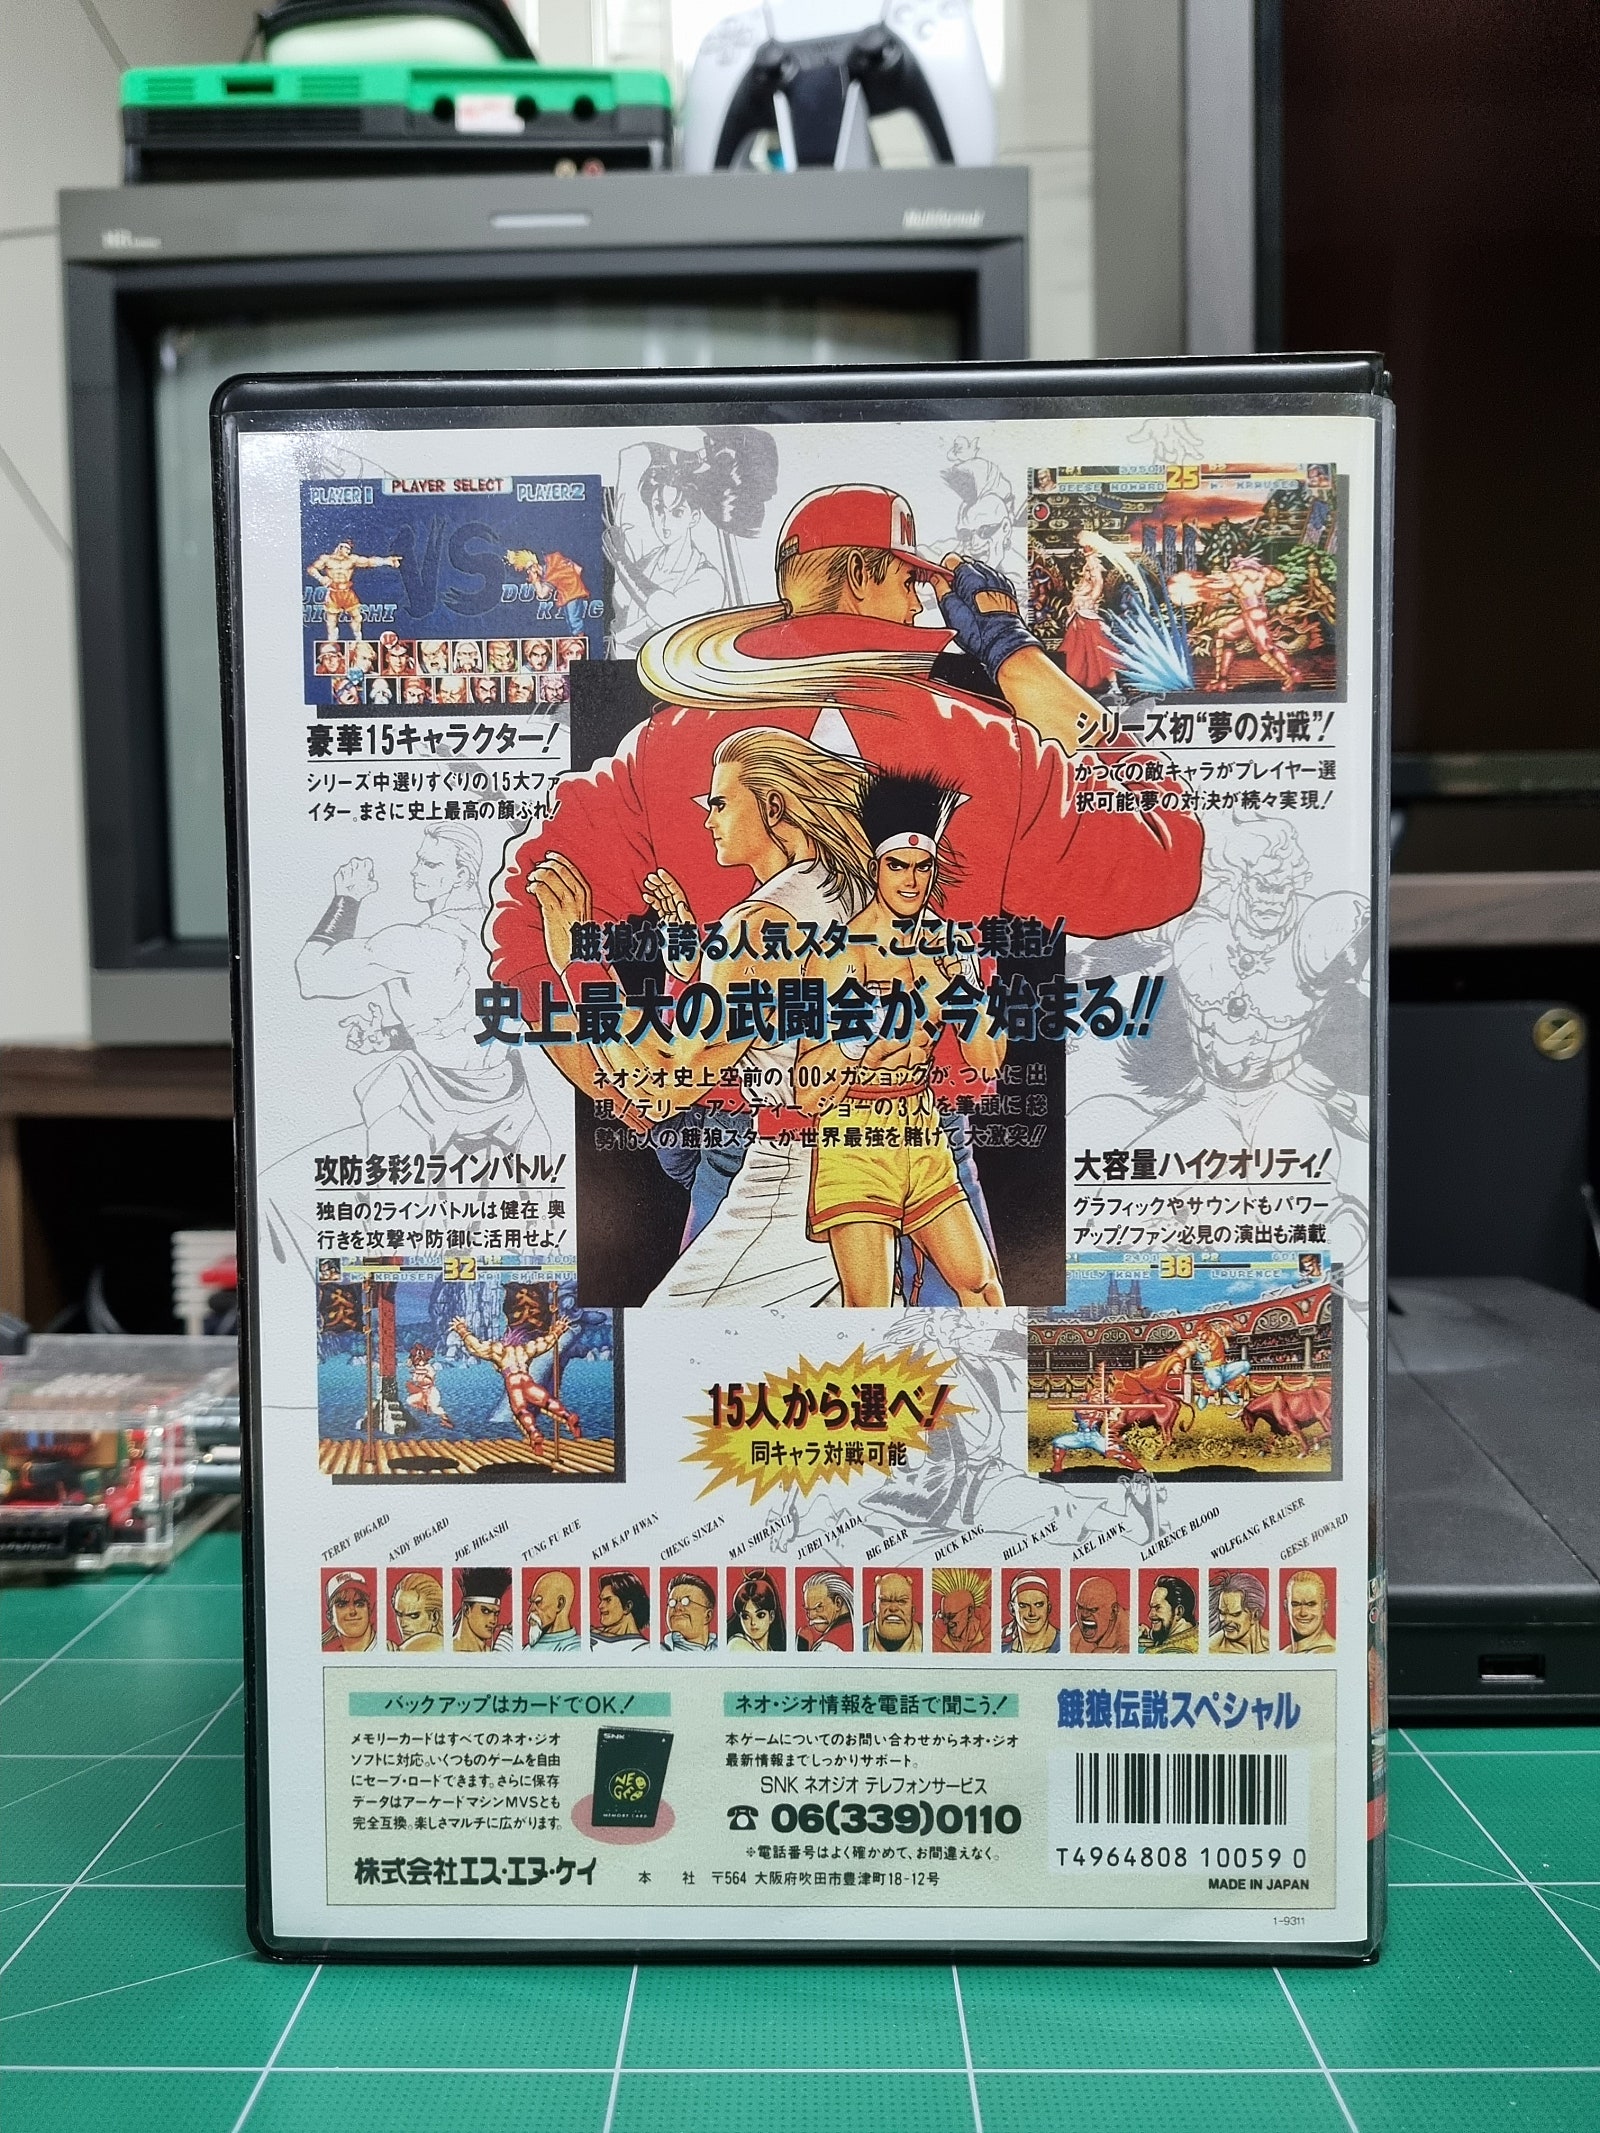 PLAYER 1
PLAYER SELECT
PLAYER 2
VS
JOE HIGASHI
DUCK KING
25
GEESE HOWARD
W. KRAUSER
豪華15キャラクター!
シリーズ中選りすぐりの15大ファ
イター。まさに史上最高の顔ぶれ!
シリーズ初“夢の対戦”!
かつての敵キャラがプレイヤー選
択可能。夢の対決が続々実現!
餓狼が誇る人気スター、ここに集結!
バトル
史上最大の武闘会が、今始まる!!
ネオジオ史上空前の100メガショックが、ついに出
現!テリー、アンディー、ジョーの3人を筆頭に総
勢15人の餓狼スターが世界最強を賭けて大激突!!
攻防多彩2ラインバトル!
独自の2ラインバトルは健在。奥
行きを攻撃や防御に活用せよ!
大容量ハイクオリティ!
グラフィックやサウンドもパワー
アップ!ファン必見の演出も満載。
W. KRAUSER
32
MAI SHIRANUI
炎
炎
BILLY KANE
36
LAURENCE
15人から選べ!
同キャラ対戦可能
TERRY BOGARD
ANDY BOGARD
JOE HIGASHI
TUNG FU RUE
KIM KAP HWAN
CHENG SINZAN
MAI SHIRANUI
JUBEI YAMADA
BIG BEAR
DUCK KING
BILLY KANE
AXEL HAWK
LAURENCE BLOOD
WOLFGANG KRAUSER
GEESE HOWARD
バックアップはカードでOK!
メモリーカードはすべてのネオ・ジオ
ソフトに対応。いくつものゲームを自由
にセーブ・ロードできます。さらに保存
データはアーケードマシンMVSとも
完全互換。楽しさマルチに広がります。
SNK
NEO GEO
MEMORY CARD
ネオ・ジオ情報を電話で聞こう!
本ゲームについてのお問い合わせからネオ・ジオ
最新情報までしっかりサポート。
SNK ネオジオ テレフォンサービス
☎ 06(339)0110
※電話番号はよく確かめて、お間違えなく。
餓狼伝説スペシャル
T4964808 10059 0
MADE IN JAPAN
株式会社エス・エヌ・ケイ 本 社 〒564 大阪府吹田市豊津町18-12号
1-9311